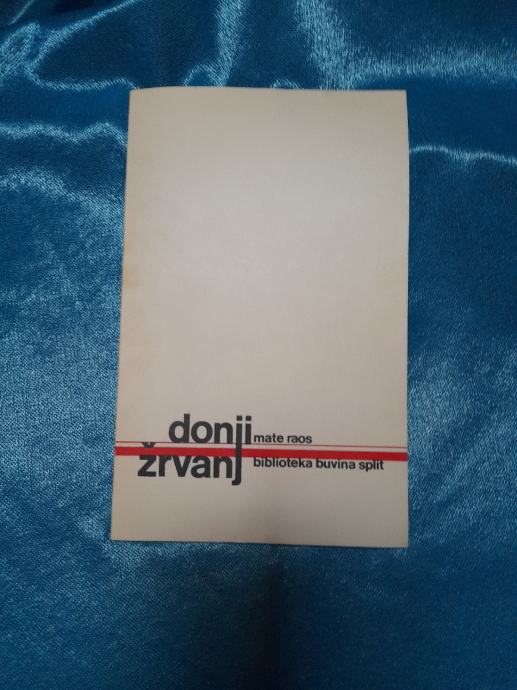 donji
mate raos
žrvanj
biblioteka buvina split